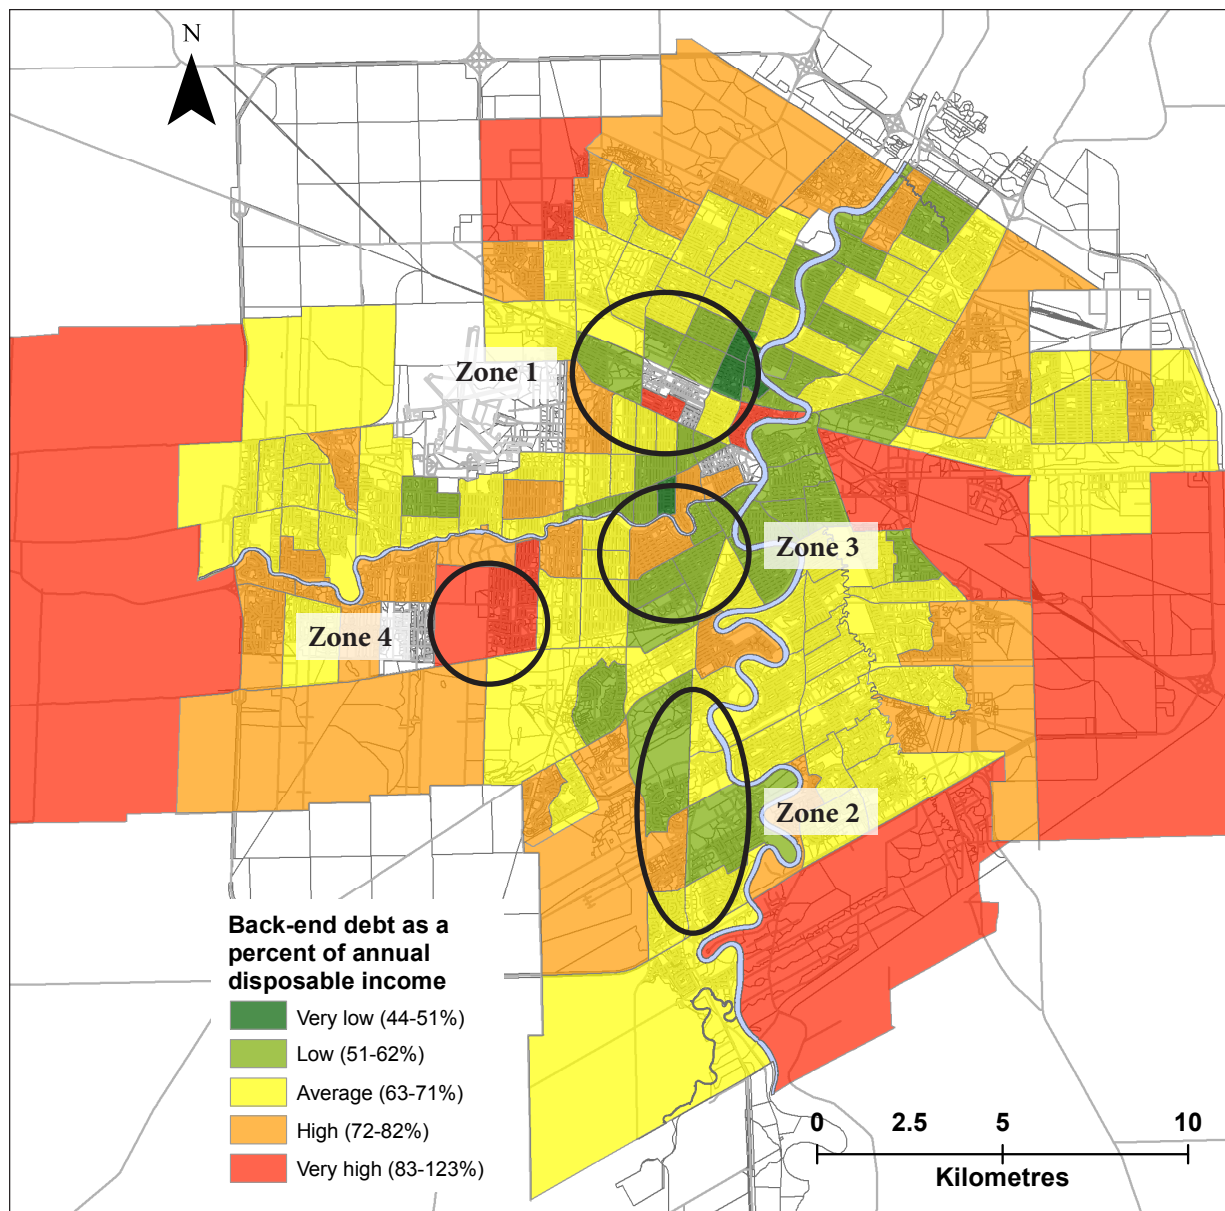 N
Zone 1
Zone 3
Zone 4
Zone 2
Back-end debt as a
percent of annual
disposable income
Very low (44-51%)
Low (51-62%)
Average (63-71%)
High (72-82%)
Very high (83-123%)
0 2.5 5 10
Kilometres